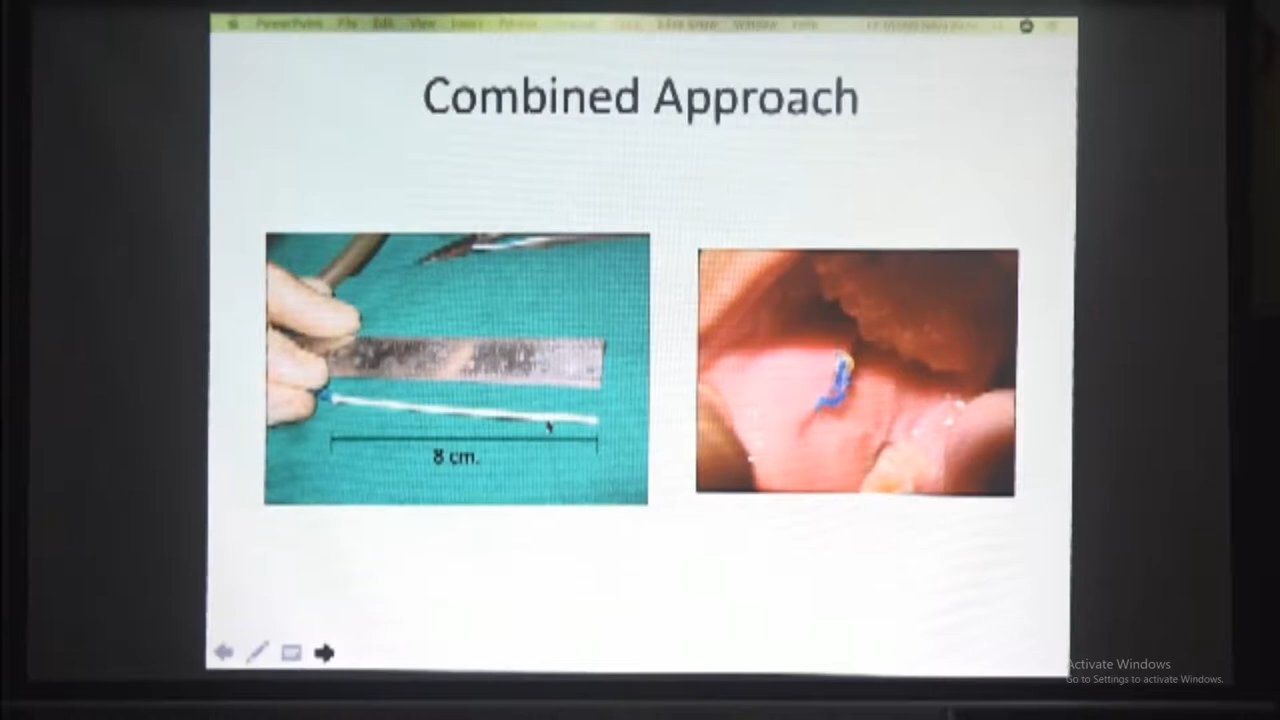 PowerPoint File Edit View Insert Format
Window
Combined Approach
8 cm.
Activate Windows
Go to Settings to activate Windows.